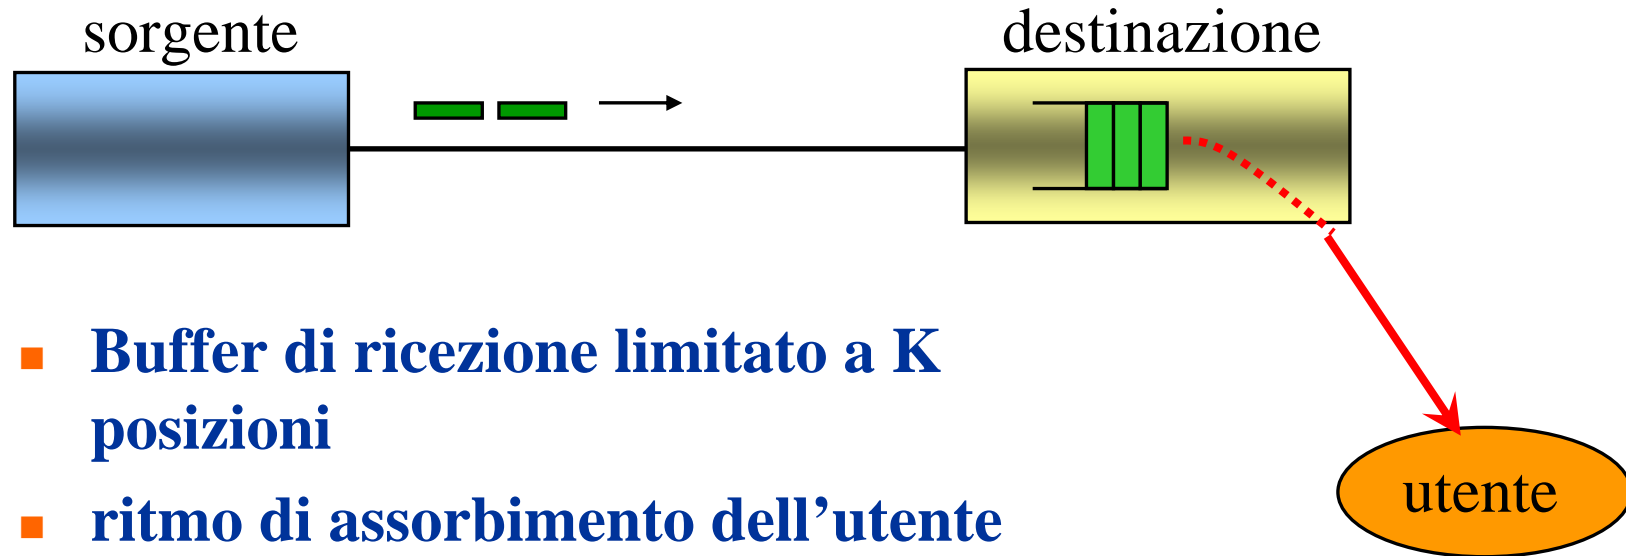 sorgente
destinazione
Buffer di ricezione limitato a K
posizioni
ritmo di assorbimento dell’utente
utente